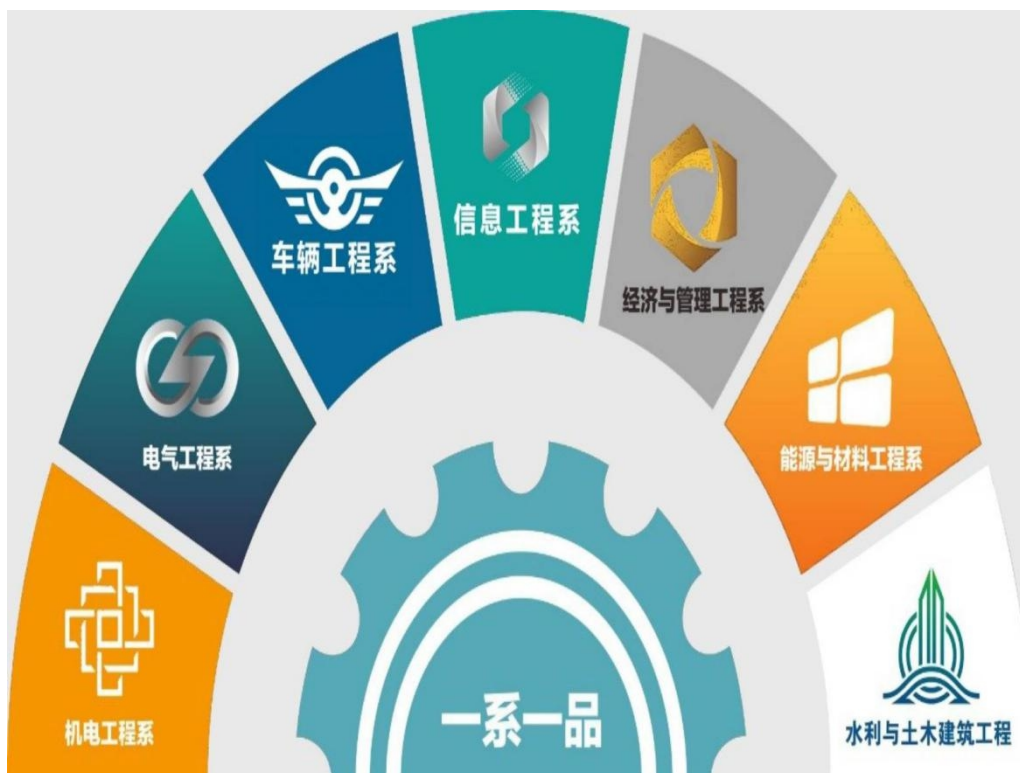 信息工程系
车辆工程系
经济与管理工程系
电气工程系
能源与材料工程系
机电工程系
水利与土木建筑工程
一系一品